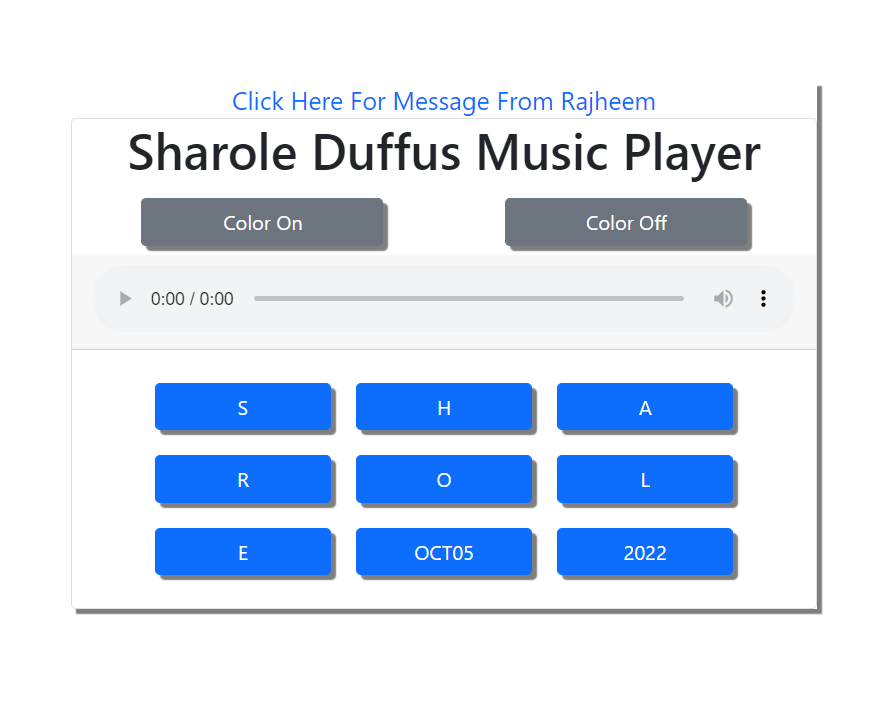 Click Here For Message From Rajheem
Sharole Duffus Music Player
Color On Color Off
0:00 / 0:00
S H A
R O L
E OCT05 2022